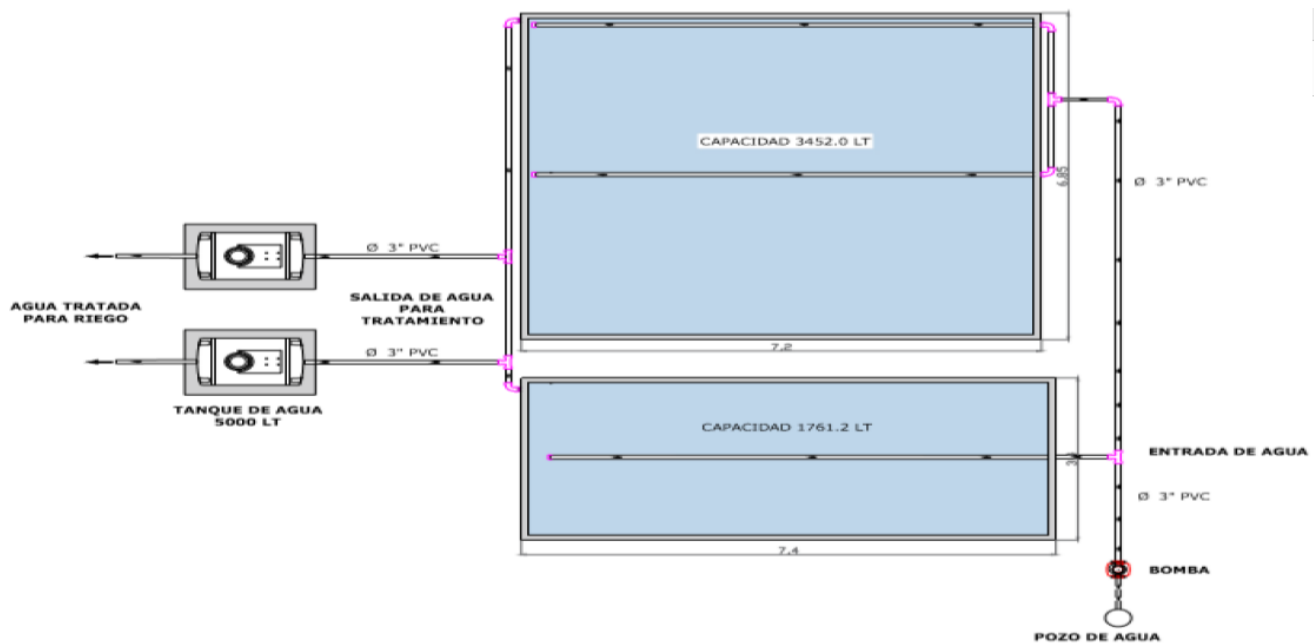 CAPACIDAD 3452.0 LT
6.85
Ø 3" PVC
Ø 3" PVC
AGUA TRATADA
PARA RIEGO
SALIDA DE AGUA
PARA
TRATAMIENTO
7.2
Ø 3" PVC
TANQUE DE AGUA
5000 LT
CAPACIDAD 1761.2 LT
ENTRADA DE AGUA
Ø 3" PVC
7.4
BOMBA
POZO DE AGUA